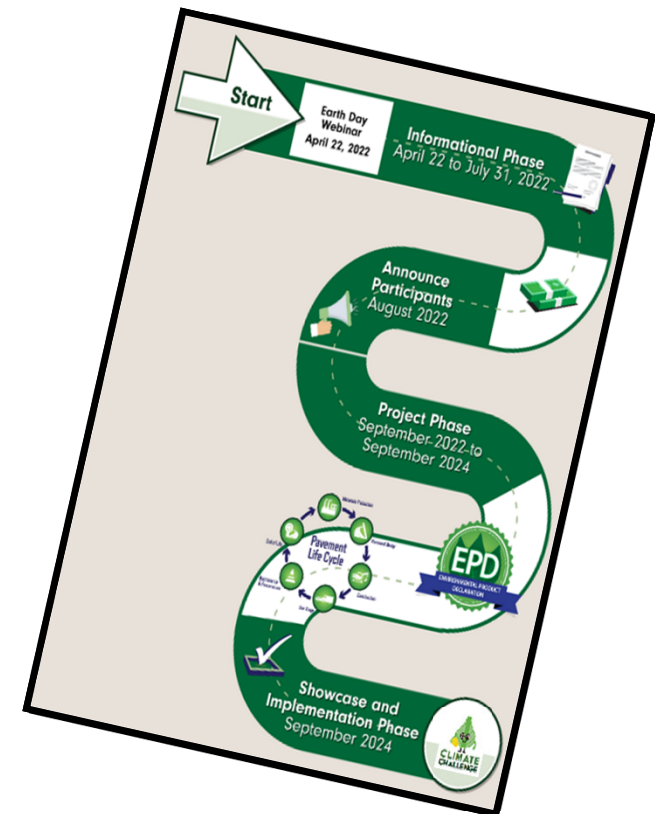 Start
Earth Day
Webinar
April 22, 2022
Informational Phase
April 22 to July 31, 2022
Announce
Participants
August 2022
Project Phase
September 2022 to
September 2024
Pavement
Life Cycle
Construction
EPD
ENVIRONMENTAL PRODUCT
DECLARATION
Showcase and
Implementation Phase
September 2024
CLIMATE
CHALLENGE